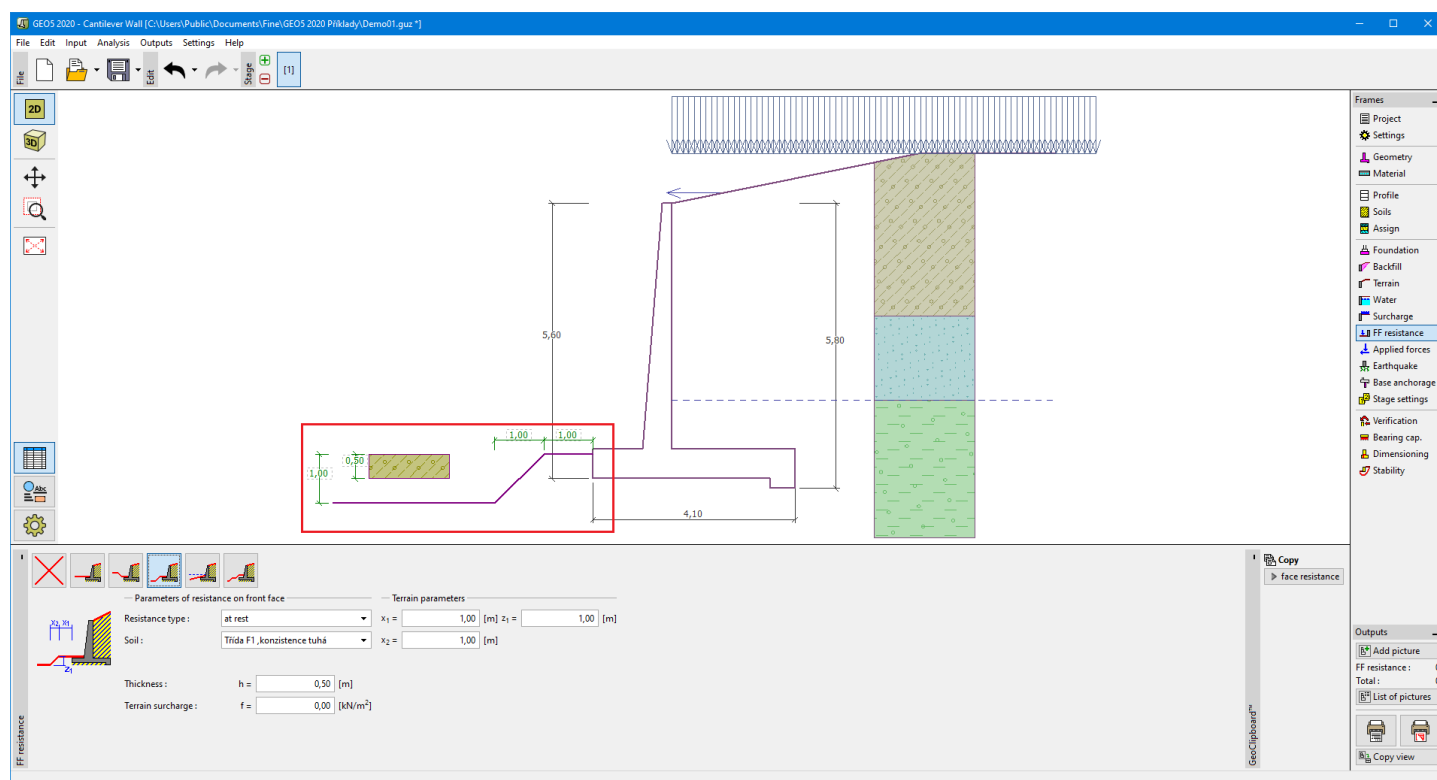 GEO5 2020 - Cantilever Wall [C:\Users\Public\Documents\Fine\GEO5 2020 Příklady\Demo01.guz *]
File Edit Input Analysis Outputs Settings Help
File
Edit
Stage
[1]
2D
3D
Abc
5,60
5,80
1,00 1,00
0,50
1,00
4,10
Frames
Project
Settings
Geometry
Material
Profile
Soils
Assign
Foundation
Backfill
Terrain
Water
Surcharge
FF resistance
Applied forces
Earthquake
Base anchorage
Stage settings
Verification
Bearing cap.
Dimensioning
Stability
Parameters of resistance on front face
Terrain parameters
Resistance type : at rest x₁ = 1,00 [m] z₁ = 1,00 [m]
Soil : Třída F1 ,konzistence tuhá x₂ = 1,00 [m]
x₂ x₁
z₁
Thickness : h = 0,50 [m]
Terrain surcharge : f = 0,00 [kN/m²]
FF resistance
GeoClipboard™
Copy
face resistance
Outputs
Add picture
FF resistance :
Total :
List of pictures
Copy view